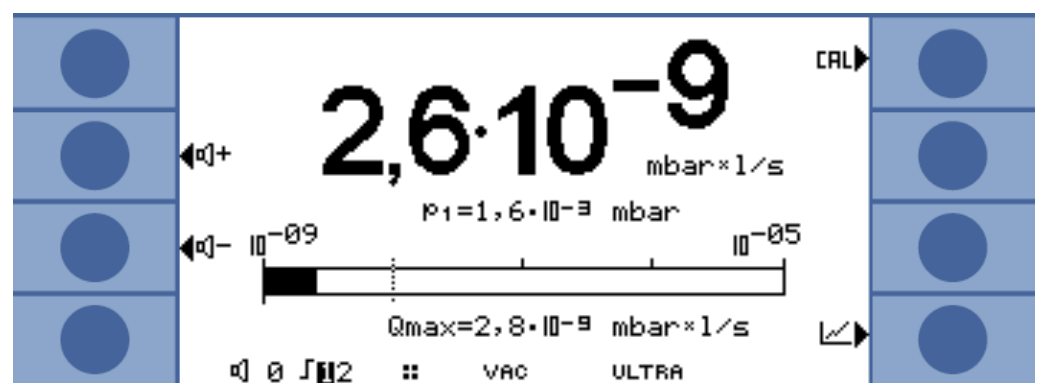 CAL
2,6·10⁻⁹ mbar×l/s
+
p1=1,6·10⁻³ mbar
−
10⁻⁰⁹ 10⁻⁰⁵
Qmax=2,8·10⁻⁹ mbar×l/s
0 12 VAC ULTRA